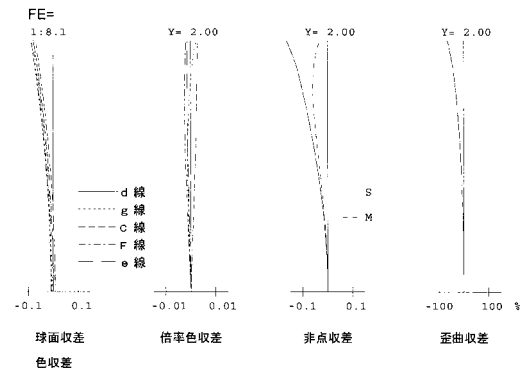 FE=
1:8.1 Y= 2.00 Y= 2.00 Y= 2.00
d 線
g 線
C 線
F 線
e 線
S
M
-0.1 0.1 -0.01 0.01 -0.1 0.1 -100 100 %
球面収差 倍率色収差 非点収差 歪曲収差
色収差